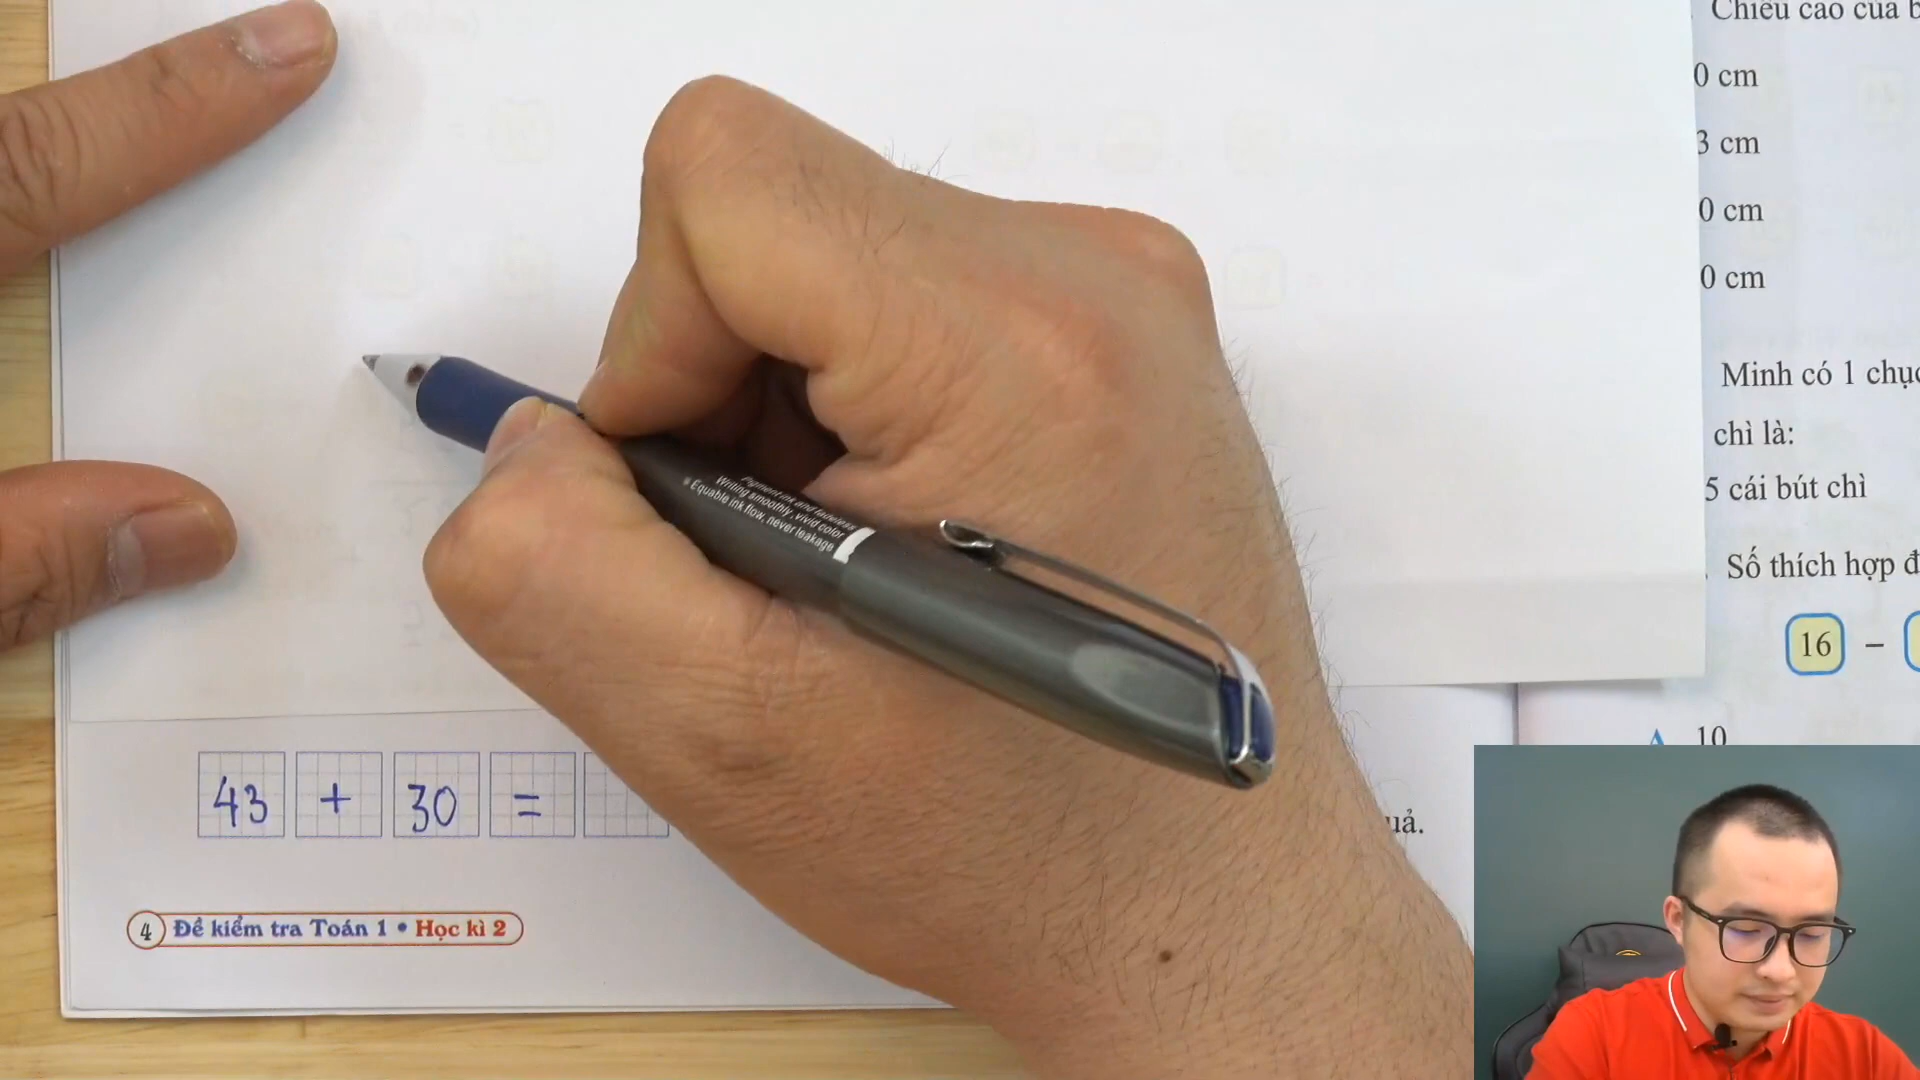 Chiều cao của b
0 cm
3 cm
0 cm
0 cm
Minh có 1 chục
chì là:
5 cái bút chì
Số thích hợp đ
16 –
A 10
uả.
43 + 30 =
4 Đề kiểm tra Toán 1 • Học kì 2
Pigment ink and fadeless
Writing smoothly, vivid color
Equable ink flow, never leakage